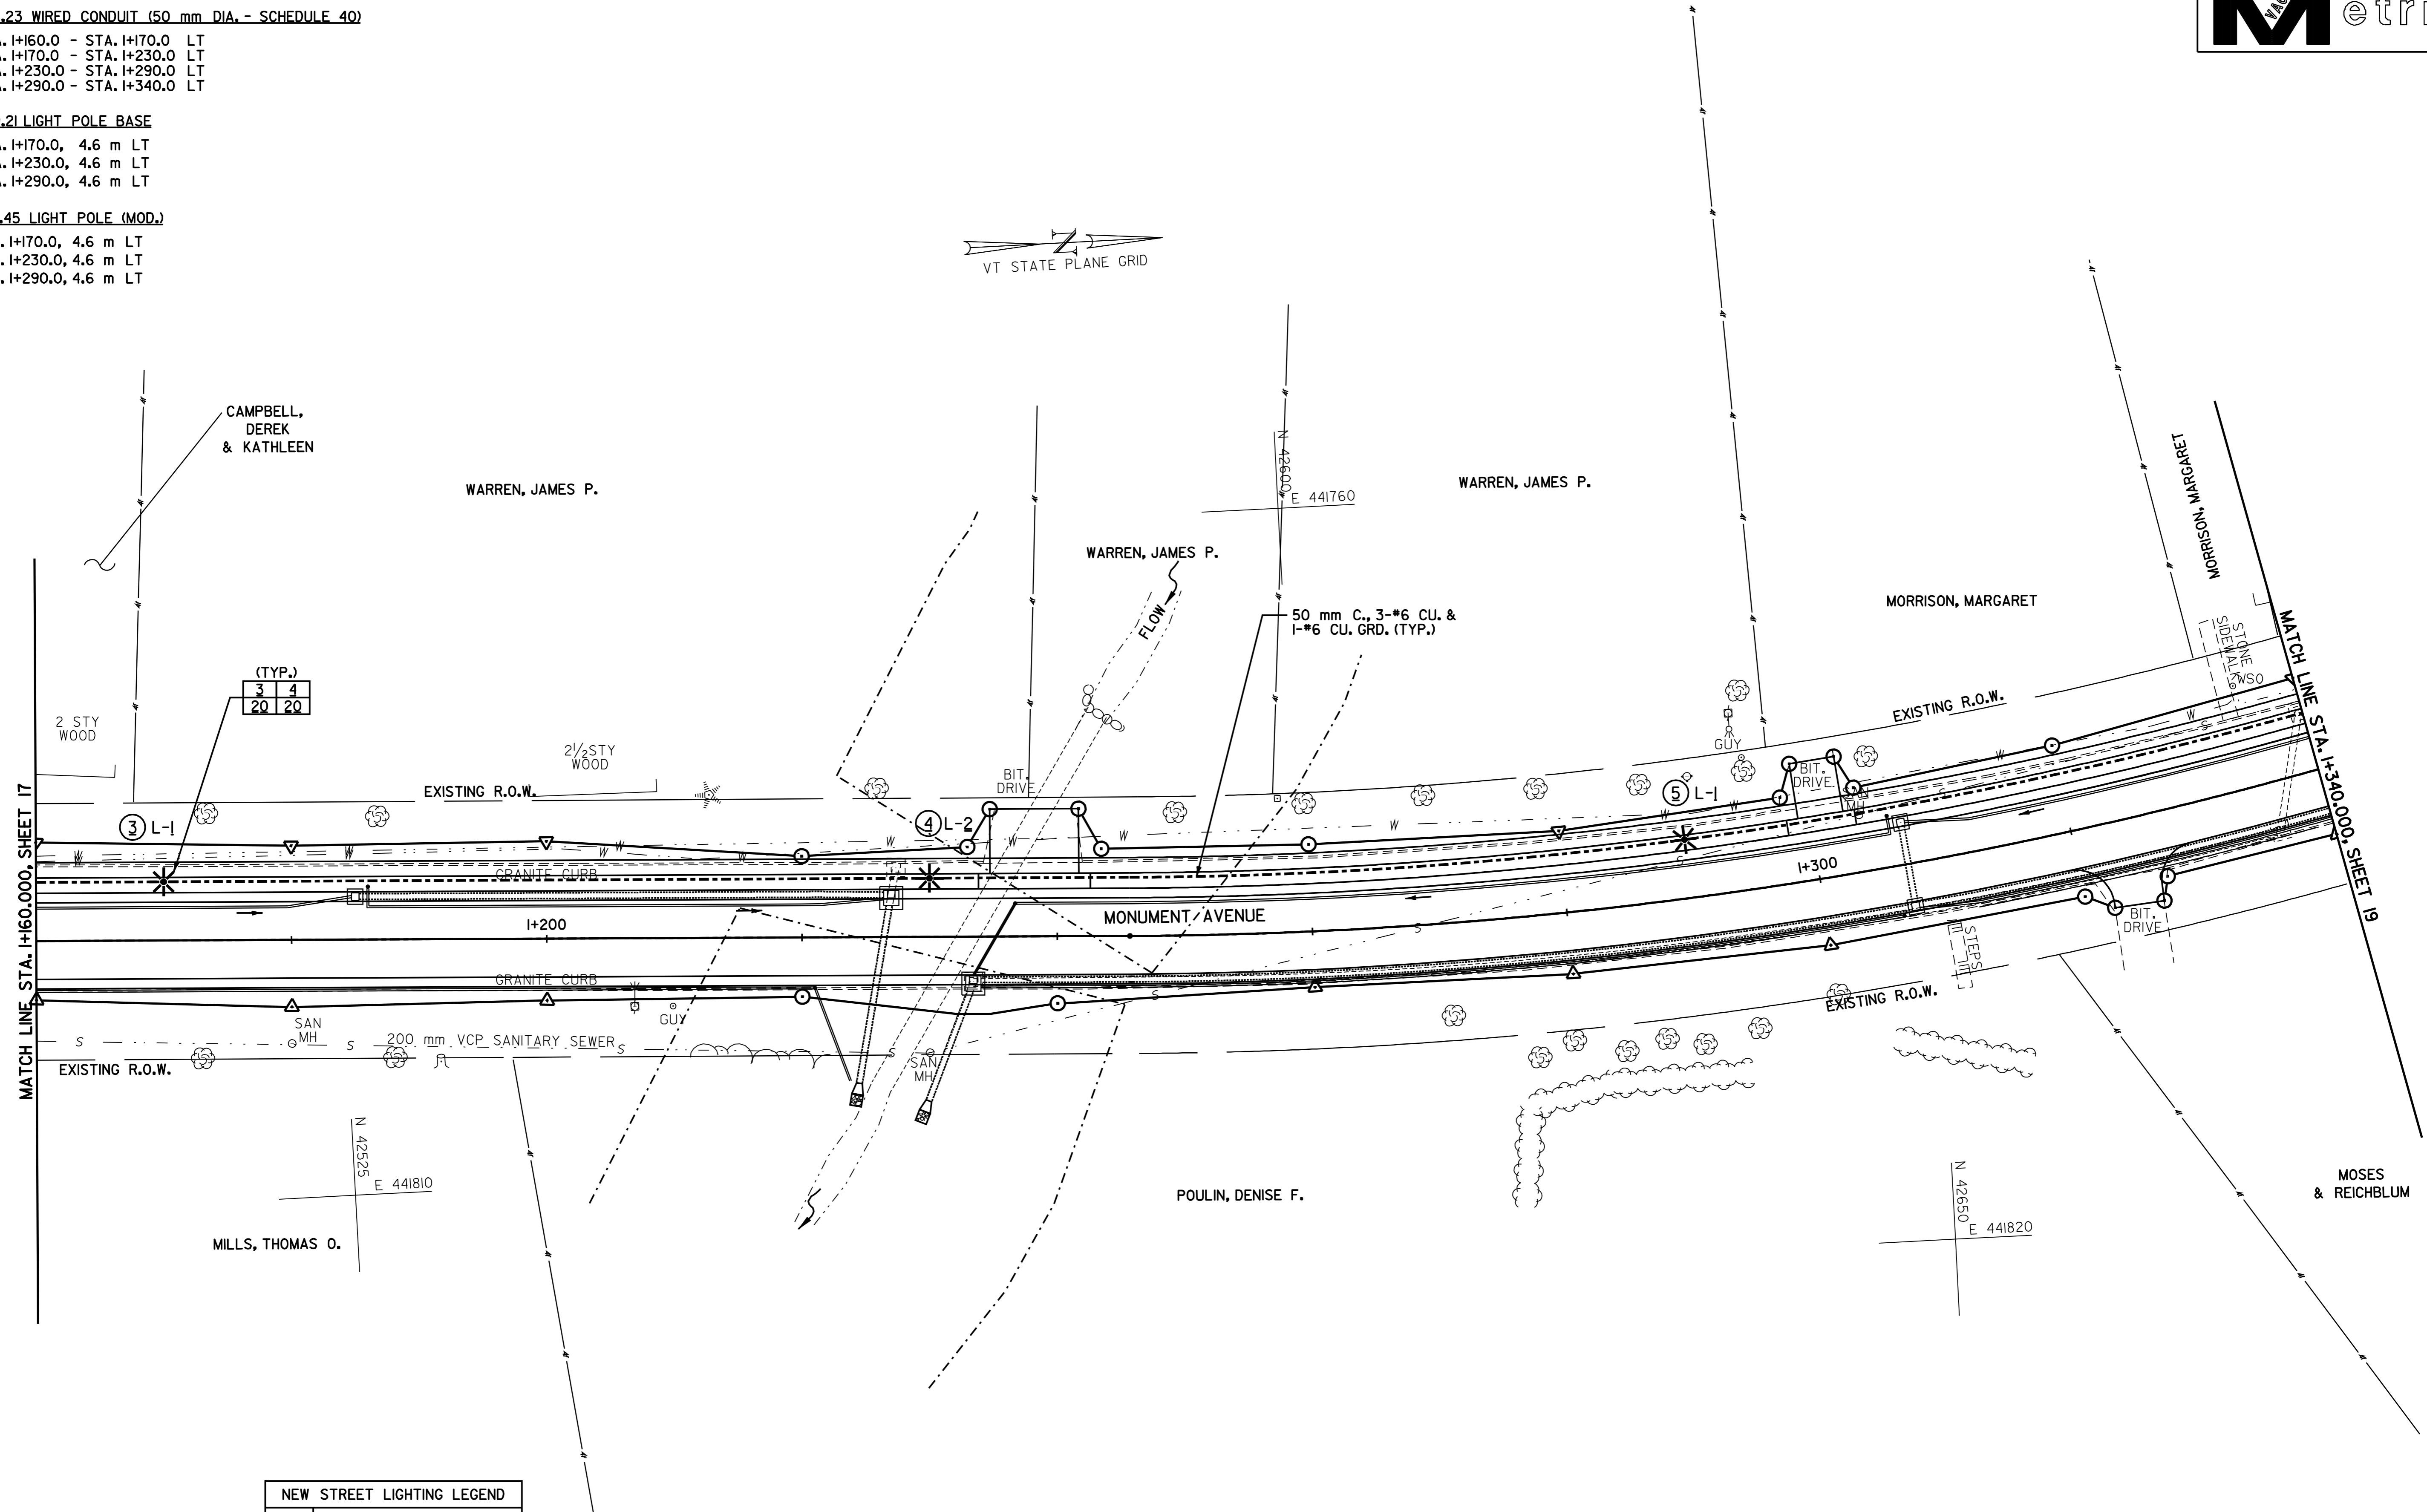 .23 WIRED CONDUIT (50 mm DIA. - SCHEDULE 40)
. 1+160.0 - STA. 1+170.0 LT
. 1+170.0 - STA. 1+230.0 LT
. 1+230.0 - STA. 1+290.0 LT
. 1+290.0 - STA. 1+340.0 LT
.21 LIGHT POLE BASE
. 1+170.0, 4.6 m LT
. 1+230.0, 4.6 m LT
. 1+290.0, 4.6 m LT
.45 LIGHT POLE (MOD.)
. 1+170.0, 4.6 m LT
. 1+230.0, 4.6 m LT
. 1+290.0, 4.6 m LT
N
VT STATE PLANE GRID
CAMPBELL,
DEREK
& KATHLEEN
WARREN, JAMES P.
WARREN, JAMES P.
WARREN, JAMES P.
N 42600
E 441760
FLOW
50 mm C., 3-#6 CU. &
1-#6 CU. GRD. (TYP.)
MORRISON, MARGARET
MORRISON, MARGARET
STONE
SIDEWALK
WSO
(TYP.)
3 4
20 20
2 STY
WOOD
2 1/2 STY
WOOD
EXISTING R.O.W.
BIT.
DRIVE
GUY
EXISTING R.O.W.
BIT.
DRIVE
SAN
MH
3 L-1
4 L-2
5 L-1
W W W W W W W W W W W W W
GRANITE CURB
1+200
MONUMENT AVENUE
1+300
GRANITE CURB
GUY
SAN
MH
200 mm VCP SANITARY SEWER
S S S S S S S S S
SAN
MH
EXISTING R.O.W.
STEPS
BIT.
DRIVE
EXISTING R.O.W.
MATCH LINE STA. 1+160.000, SHEET 17
MATCH LINE STA. 1+340.000, SHEET 19
N 42525
E 441810
MILLS, THOMAS O.
POULIN, DENISE F.
N 42650
E 441820
MOSES
& REICHBLUM
NEW STREET LIGHTING LEGEND